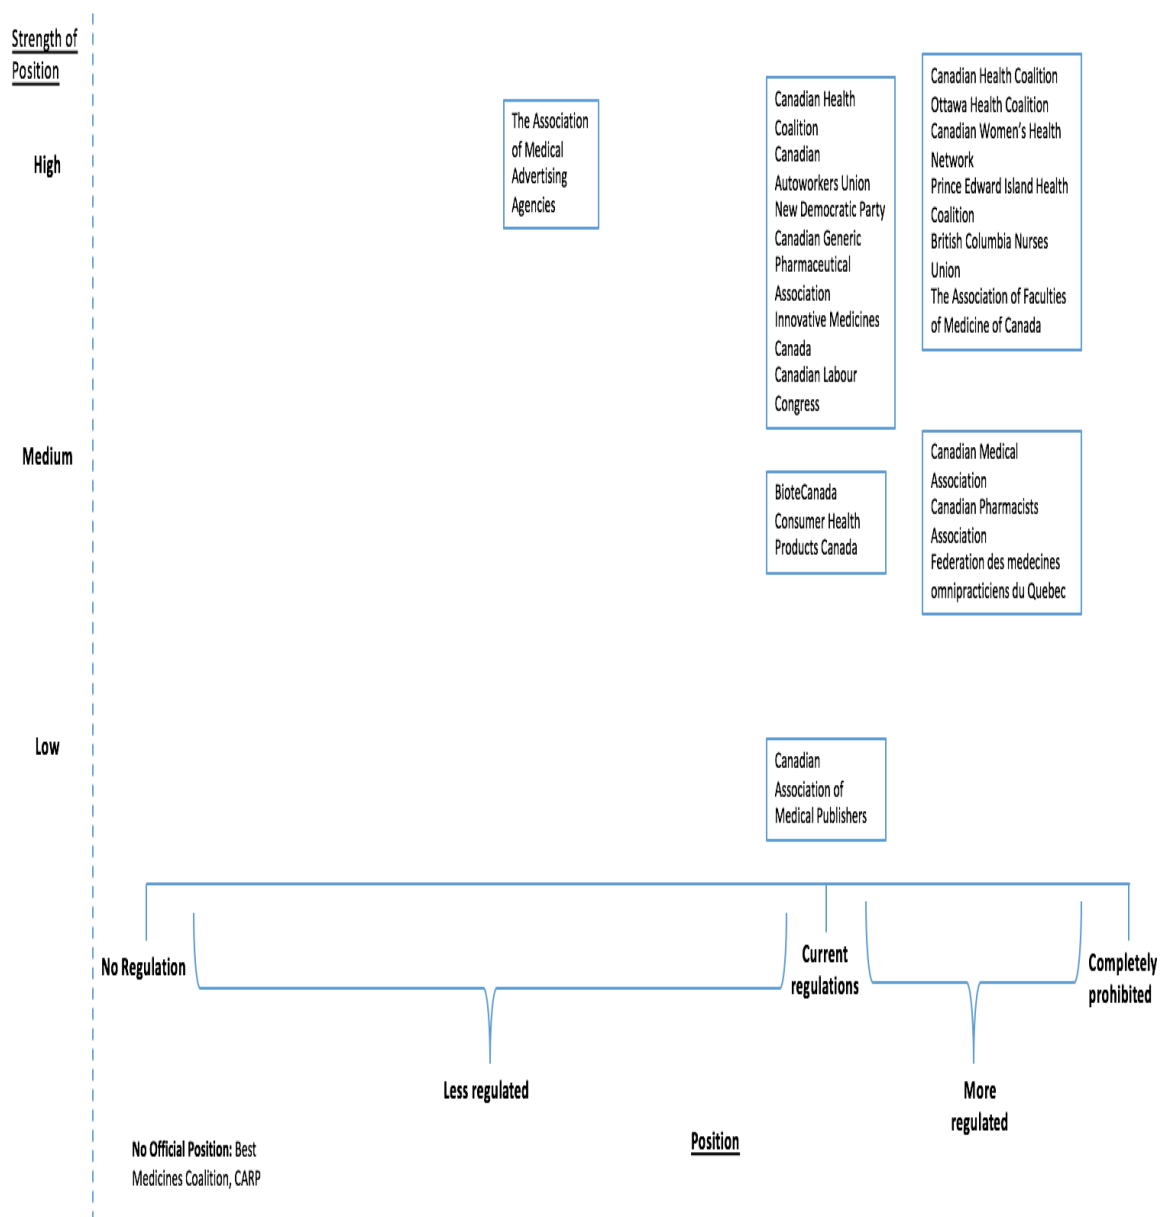 Strength of
Position
High
Medium
Low
The Association
of Medical
Advertising
Agencies
Canadian Health
Coalition
Canadian
Autoworkers Union
New Democratic Party
Canadian Generic
Pharmaceutical
Association
Innovative Medicines
Canada
Canadian Labour
Congress
Canadian Health Coalition
Ottawa Health Coalition
Canadian Women's Health
Network
Prince Edward Island Health
Coalition
British Columbia Nurses
Union
The Association of Faculties
of Medicine of Canada
BioteCanada
Consumer Health
Products Canada
Canadian Medical
Association
Canadian Pharmacists
Association
Federation des medecines
omnipracticiens du Quebec
Canadian
Association of
Medical Publishers
No Regulation
Current
regulations
Completely
prohibited
Less regulated
More
regulated
Position
No Official Position: Best
Medicines Coalition, CARP